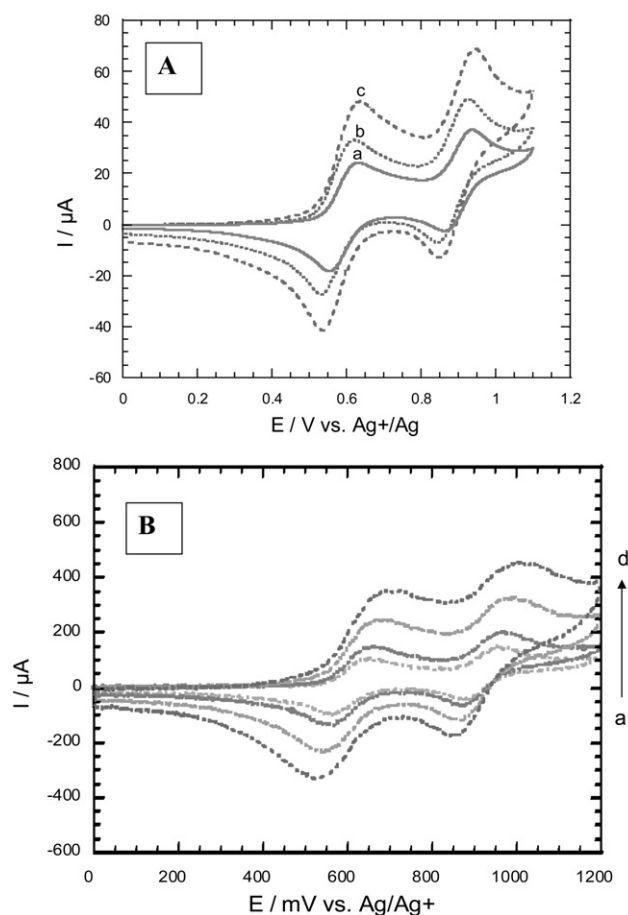 80
A
60
c
40
b
a
20
I / µA
0
-20
-40
-60
0 0.2 0.4 0.6 0.8 1 1.2
E / V vs. Ag+/Ag
800
B
600
d
400
200
I / µA
0
a
-200
-400
-600
0 200 400 600 800 1000 1200
E / mV vs. Ag/Ag+